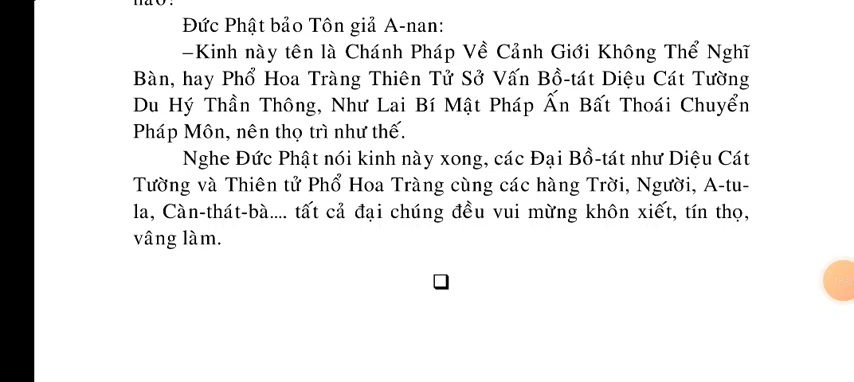 Đức Phật bảo Tôn giả A-nan:
–Kinh này tên là Chánh Pháp Về Cảnh Giới Không Thể Nghĩ
Bàn, hay Phổ Hoa Tràng Thiên Tử Sở Vấn Bồ-tát Diệu Cát Tường
Du Hý Thần Thông, Như Lai Bí Mật Pháp Ấn Bất Thoái Chuyển
Pháp Môn, nên thọ trì như thế.
Nghe Đức Phật nói kinh này xong, các Đại Bồ-tát như Diệu Cát
Tường và Thiên tử Phổ Hoa Tràng cùng các hàng Trời, Người, A-tu-
la, Càn-thát-bà.... tất cả đại chúng đều vui mừng khôn xiết, tín thọ,
vâng làm.